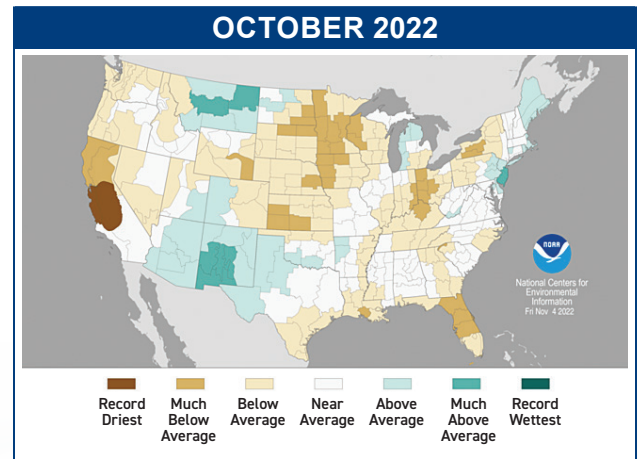 OCTOBER 2022
NOAA
National Centers for
Environmental
Information
Fri Nov 4 2022
Record
Driest
Much
Below
Average
Below
Average
Near
Average
Above
Average
Much
Above
Average
Record
Wettest